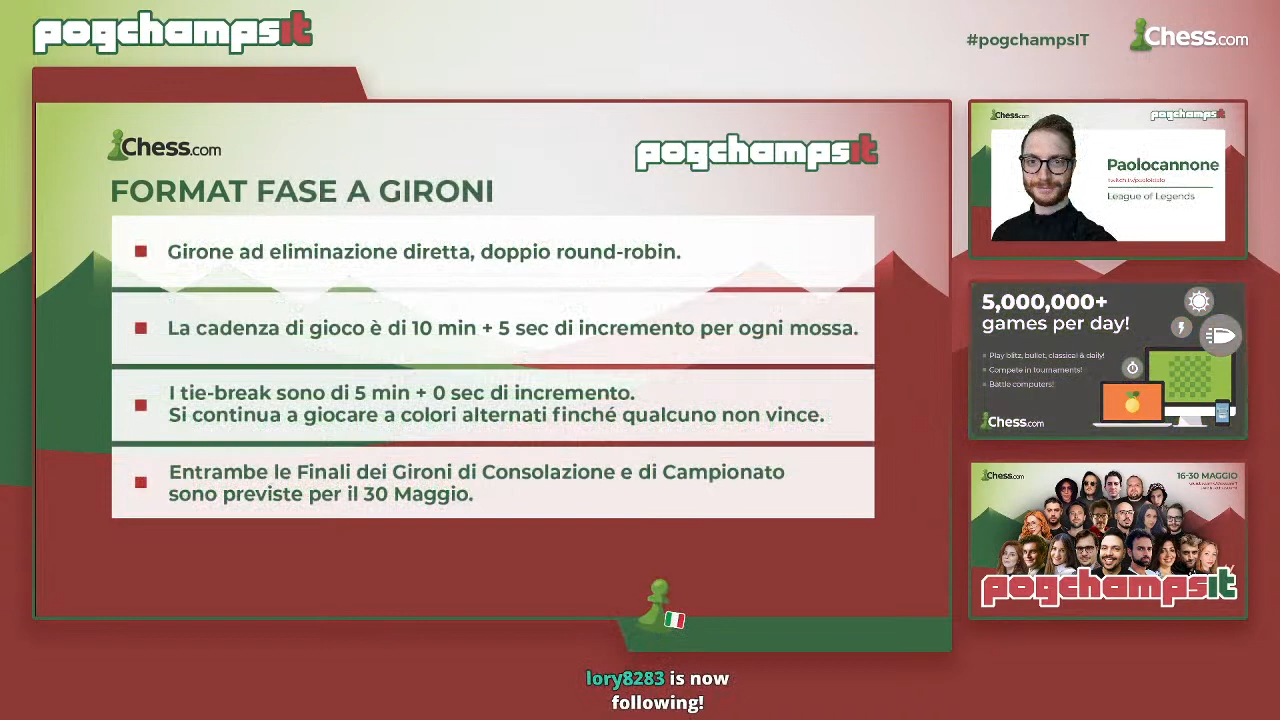 pogchampsit
#pogchampsIT
Chess.com
Chess.com
pogchampsit
FORMAT FASE A GIRONI
Girone ad eliminazione diretta, doppio round-robin.
La cadenza di gioco è di 10 min + 5 sec di incremento per ogni mossa.
I tie-break sono di 5 min + 0 sec di incremento.
Si continua a giocare a colori alternati finché qualcuno non vince.
Entrambe le Finali dei Gironi di Consolazione e di Campionato
sono previste per il 30 Maggio.
Chess.com
pogchampsit
Paolocannone
League of Legends
5,000,000+
games per day!
Play blitz, bullet, classical & daily!
Compete in tournaments!
Battle computers!
Chess.com
Chess.com
16-30 MAGGIO
pogchampsit
lory8283 is now
following!